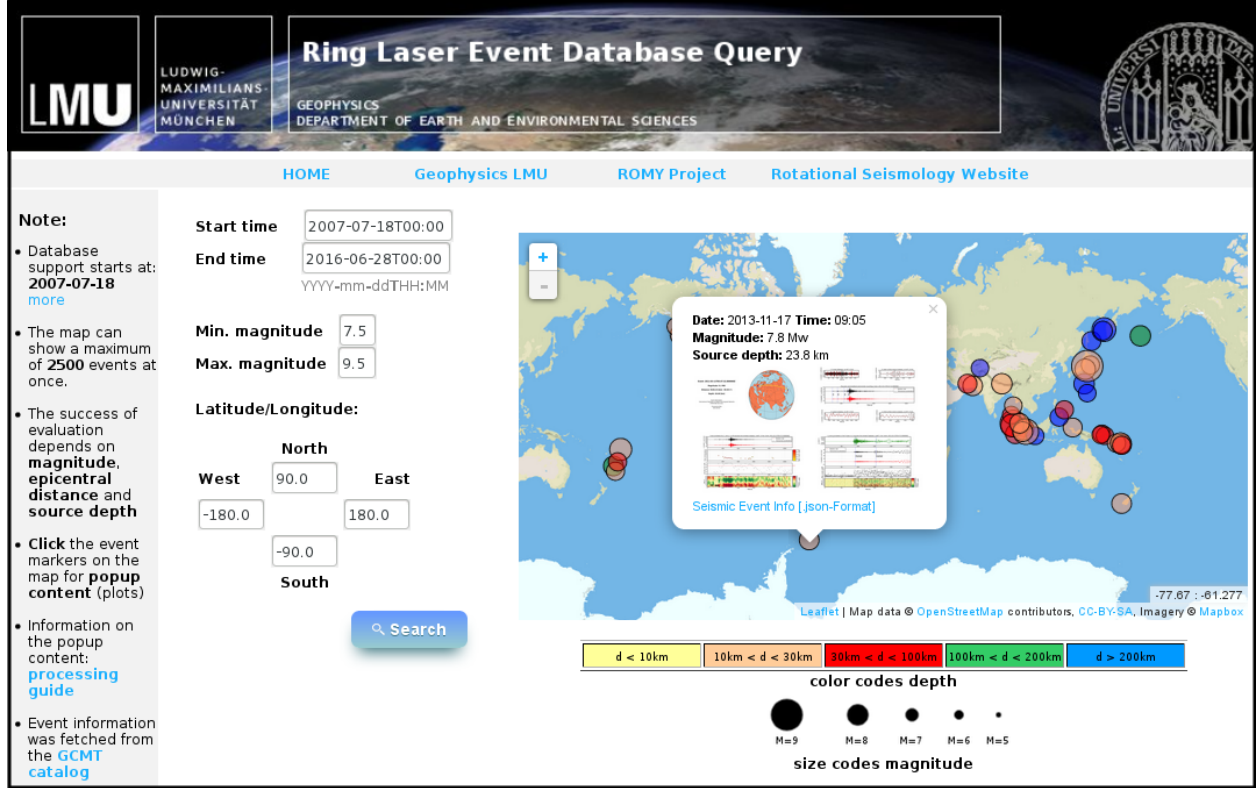 LMU
LUDWIG-
MAXIMILIANS-
UNIVERSITÄT
MÜNCHEN
Ring Laser Event Database Query
GEOPHYSICS
DEPARTMENT OF EARTH AND ENVIRONMENTAL SCIENCES
HOME Geophysics LMU ROMY Project Rotational Seismology Website
Note:
• Database
support starts at:
2007-07-18
more
• The map can
show a maximum
of 2500 events at
once.
• The success of
evaluation
depends on
magnitude,
epicentral
distance and
source depth
• Click the event
markers on the
map for popup
content (plots)
• Information on
the popup
content:
processing
guide
• Event information
was fetched from
the GCMT
catalog
Start time 2007-07-18T00:00
End time 2016-06-28T00:00
YYYY-mm-ddTHH:MM
Min. magnitude 7.5
Max. magnitude 9.5
Latitude/Longitude:
North
West 90.0 East
-180.0 180.0
-90.0
South
Search
+
-
×
Date: 2013-11-17 Time: 09:05
Magnitude: 7.8 Mw
Source depth: 23.8 km
Seismic Event Info [.json-Format]
-77.67 : -61.277
Leaflet | Map data © OpenStreetMap contributors, CC-BY-SA, Imagery © Mapbox
d < 10km 10km < d < 30km 30km < d < 100km 100km < d < 200km d > 200km
color codes depth
M=9 M=8 M=7 M=6 M=5
size codes magnitude